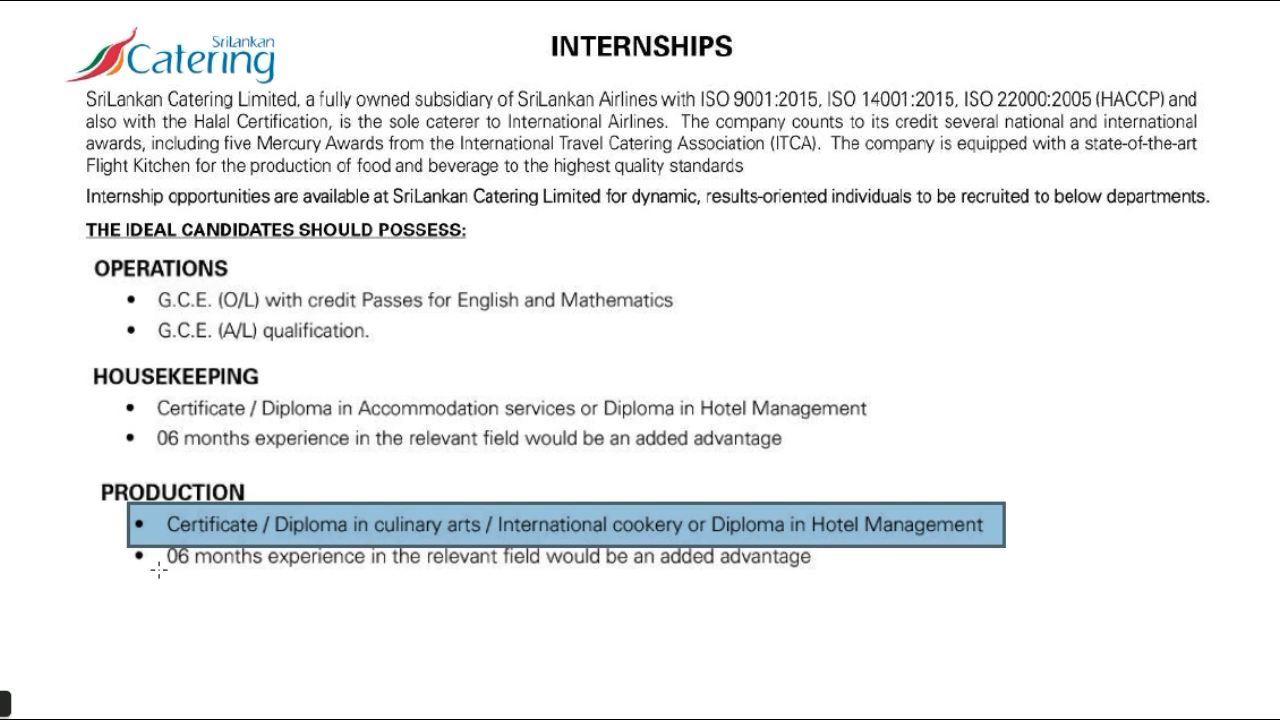 SriLankan
Catering
INTERNSHIPS
SriLankan Catering Limited, a fully owned subsidiary of SriLankan Airlines with ISO 9001:2015, ISO 14001:2015, ISO 22000:2005 (HACCP) and
also with the Halal Certification, is the sole caterer to International Airlines. The company counts to its credit several national and international
awards, including five Mercury Awards from the International Travel Catering Association (ITCA). The company is equipped with a state-of-the-art
Flight Kitchen for the production of food and beverage to the highest quality standards
Internship opportunities are available at SriLankan Catering Limited for dynamic, results-oriented individuals to be recruited to below departments.
THE IDEAL CANDIDATES SHOULD POSSESS:
OPERATIONS
• G.C.E. (O/L) with credit Passes for English and Mathematics
• G.C.E. (A/L) qualification.
HOUSEKEEPING
• Certificate / Diploma in Accommodation services or Diploma in Hotel Management
• 06 months experience in the relevant field would be an added advantage
PRODUCTION
• Certificate / Diploma in culinary arts / International cookery or Diploma in Hotel Management
• 06 months experience in the relevant field would be an added advantage